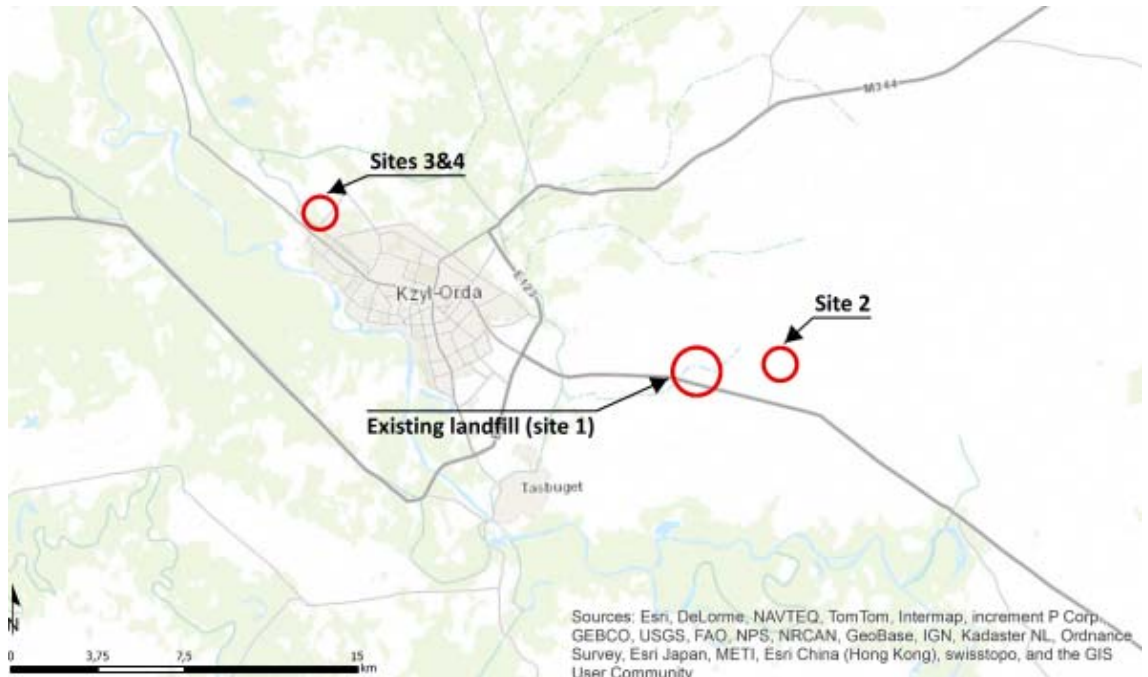 M344
Sites 3&4
E123
Kzyl-Orda
Site 2
Existing landfill (site 1)
Tasbuget
N
0 3,75 7,5 15
km
Sources: Esri, DeLorme, NAVTEQ, TomTom, Intermap, increment P Corp.,
GEBCO, USGS, FAO, NPS, NRCAN, GeoBase, IGN, Kadaster NL, Ordnance
Survey, Esri Japan, METI, Esri China (Hong Kong), swisstopo, and the GIS
User Community